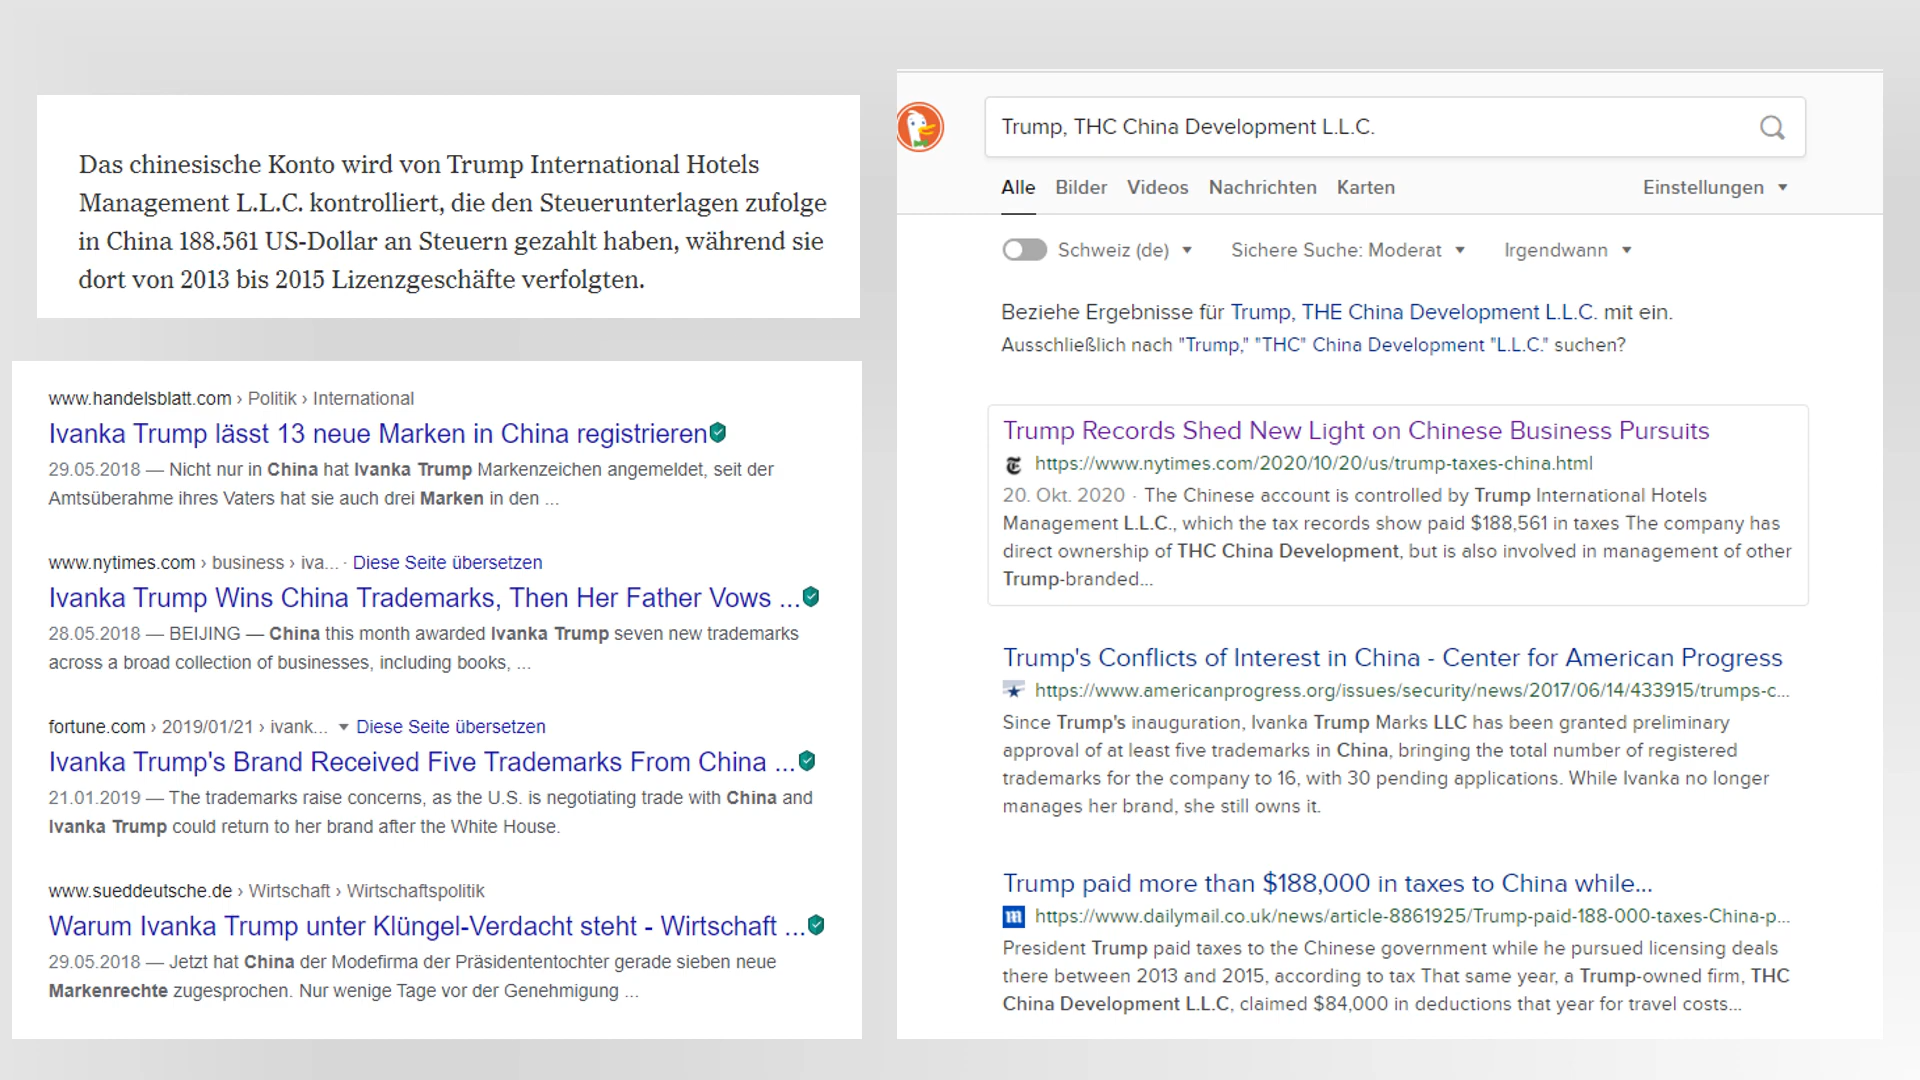 Das chinesische Konto wird von Trump International Hotels
Management L.L.C. kontrolliert, die den Steuerunterlagen zufolge
in China 188.561 US-Dollar an Steuern gezahlt haben, während sie
dort von 2013 bis 2015 Lizenzgeschäfte verfolgten.
www.handelsblatt.com › Politik › International
Ivanka Trump lässt 13 neue Marken in China registrieren
29.05.2018 — Nicht nur in China hat Ivanka Trump Markenzeichen angemeldet, seit der
Amtsüberahme ihres Vaters hat sie auch drei Marken in den ...
www.nytimes.com › business › iva... · Diese Seite übersetzen
Ivanka Trump Wins China Trademarks, Then Her Father Vows ...
28.05.2018 — BEIJING — China this month awarded Ivanka Trump seven new trademarks
across a broad collection of businesses, including books, ...
fortune.com › 2019/01/21 › ivank... ▼ Diese Seite übersetzen
Ivanka Trump's Brand Received Five Trademarks From China ...
21.01.2019 — The trademarks raise concerns, as the U.S. is negotiating trade with China and
Ivanka Trump could return to her brand after the White House.
www.sueddeutsche.de › Wirtschaft › Wirtschaftspolitik
Warum Ivanka Trump unter Klüngel-Verdacht steht - Wirtschaft ...
29.05.2018 — Jetzt hat China der Modefirma der Präsidententochter gerade sieben neue
Markenrechte zugesprochen. Nur wenige Tage vor der Genehmigung ...
Trump, THC China Development L.L.C.
Alle Bilder Videos Nachrichten Karten Einstellungen ▼
Schweiz (de) ▼ Sichere Suche: Moderat ▼ Irgendwann ▼
Beziehe Ergebnisse für Trump, THE China Development L.L.C. mit ein.
Ausschließlich nach "Trump," "THC" China Development "L.L.C." suchen?
Trump Records Shed New Light on Chinese Business Pursuits
https://www.nytimes.com/2020/10/20/us/trump-taxes-china.html
20. Okt. 2020 · The Chinese account is controlled by Trump International Hotels
Management L.L.C., which the tax records show paid $188,561 in taxes The company has
direct ownership of THC China Development, but is also involved in management of other
Trump-branded...
Trump's Conflicts of Interest in China - Center for American Progress
https://www.americanprogress.org/issues/security/news/2017/06/14/433915/trumps-c...
Since Trump's inauguration, Ivanka Trump Marks LLC has been granted preliminary
approval of at least five trademarks in China, bringing the total number of registered
trademarks for the company to 16, with 30 pending applications. While Ivanka no longer
manages her brand, she still owns it.
Trump paid more than $188,000 in taxes to China while...
https://www.dailymail.co.uk/news/article-8861925/Trump-paid-188-000-taxes-China-p...
President Trump paid taxes to the Chinese government while he pursued licensing deals
there between 2013 and 2015, according to tax That same year, a Trump-owned firm, THC
China Development L.L.C, claimed $84,000 in deductions that year for travel costs...